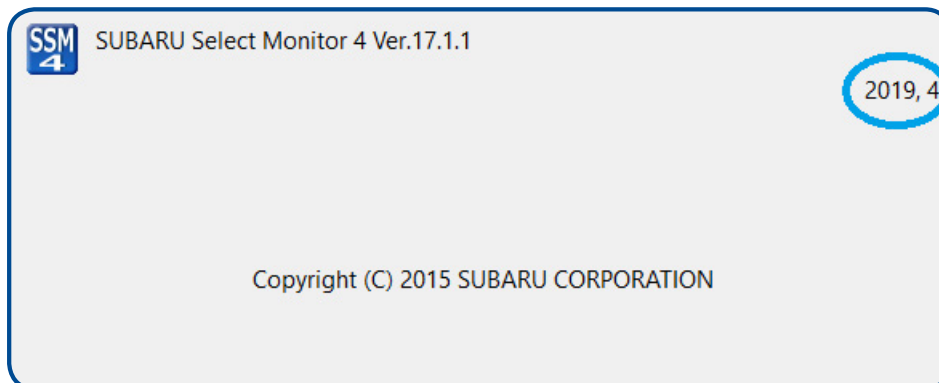 SSM
4
SUBARU Select Monitor 4 Ver.17.1.1
2019, 4
Copyright (C) 2015 SUBARU CORPORATION